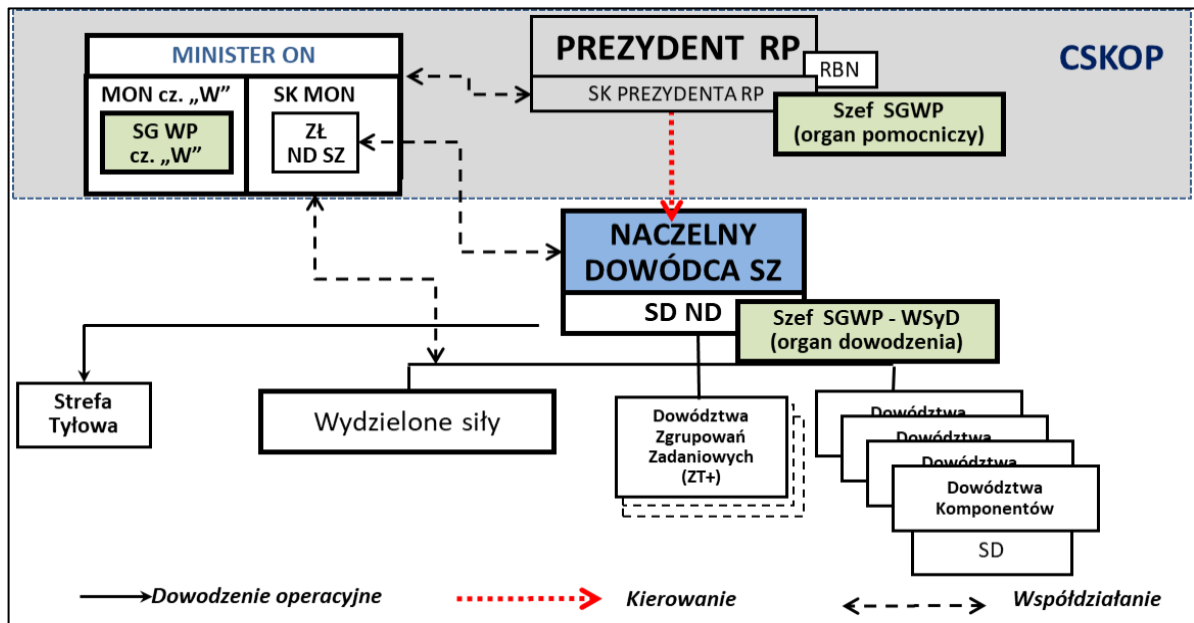 MINISTER ON
MON cz. „W”
SG WP
cz. „W”
SK MON
ZŁ
ND SZ
PREZYDENT RP
SK PREZYDENTA RP
RBN
Szef SGWP
(organ pomocniczy)
CSKOP
NACZELNY
DOWÓDCA SZ
SD ND
Szef SGWP - WSyD
(organ dowodzenia)
Strefa
Tyłowa
Wydzielone siły
Dowództwa
Zgrupowań
Zadaniowych
(ZT+)
Dowództwa
Dowództwa
Dowództwa
Dowództwa
Komponentów
SD
Dowodzenie operacyjne
Kierowanie
Współdziałanie